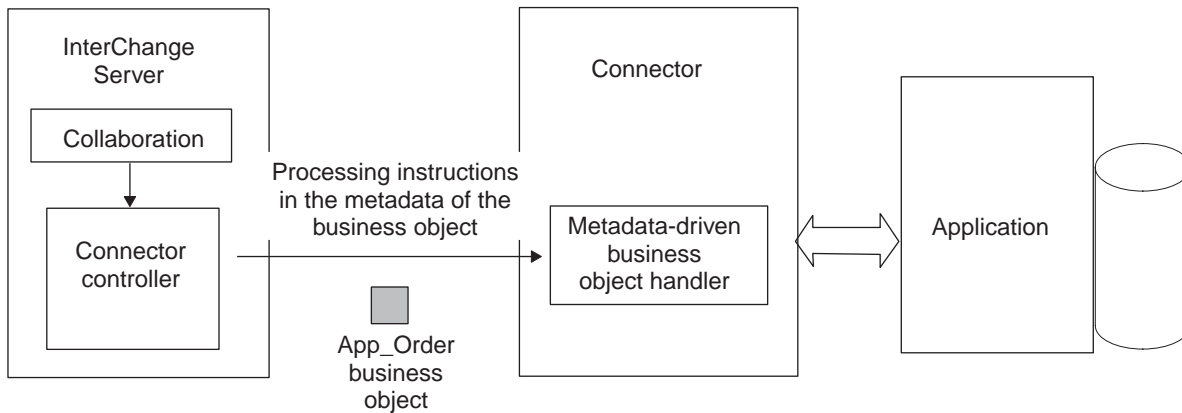 InterChange
Server
Collaboration
Connector
controller
Processing instructions
in the metadata of the
business object
App_Order
business
object
Connector
Metadata-driven
business
object handler
Application